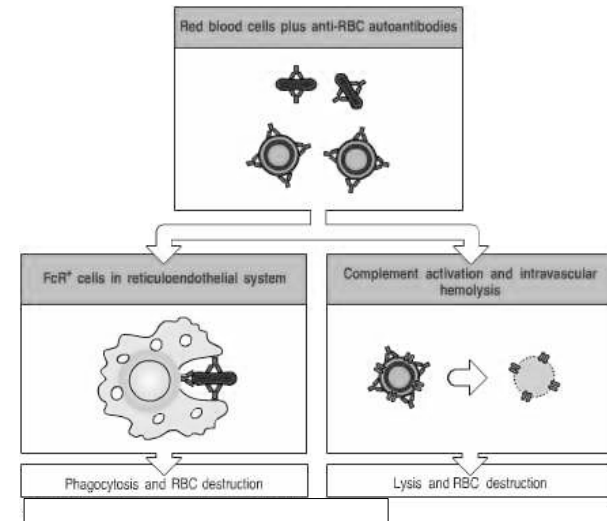 Red blood cells plus anti-RBC autoantibodies
FcR+ cells in reticuloendothelial system
Complement activation and intravascular
hemolysis
Phagocytosis and RBC destruction
Lysis and RBC destruction